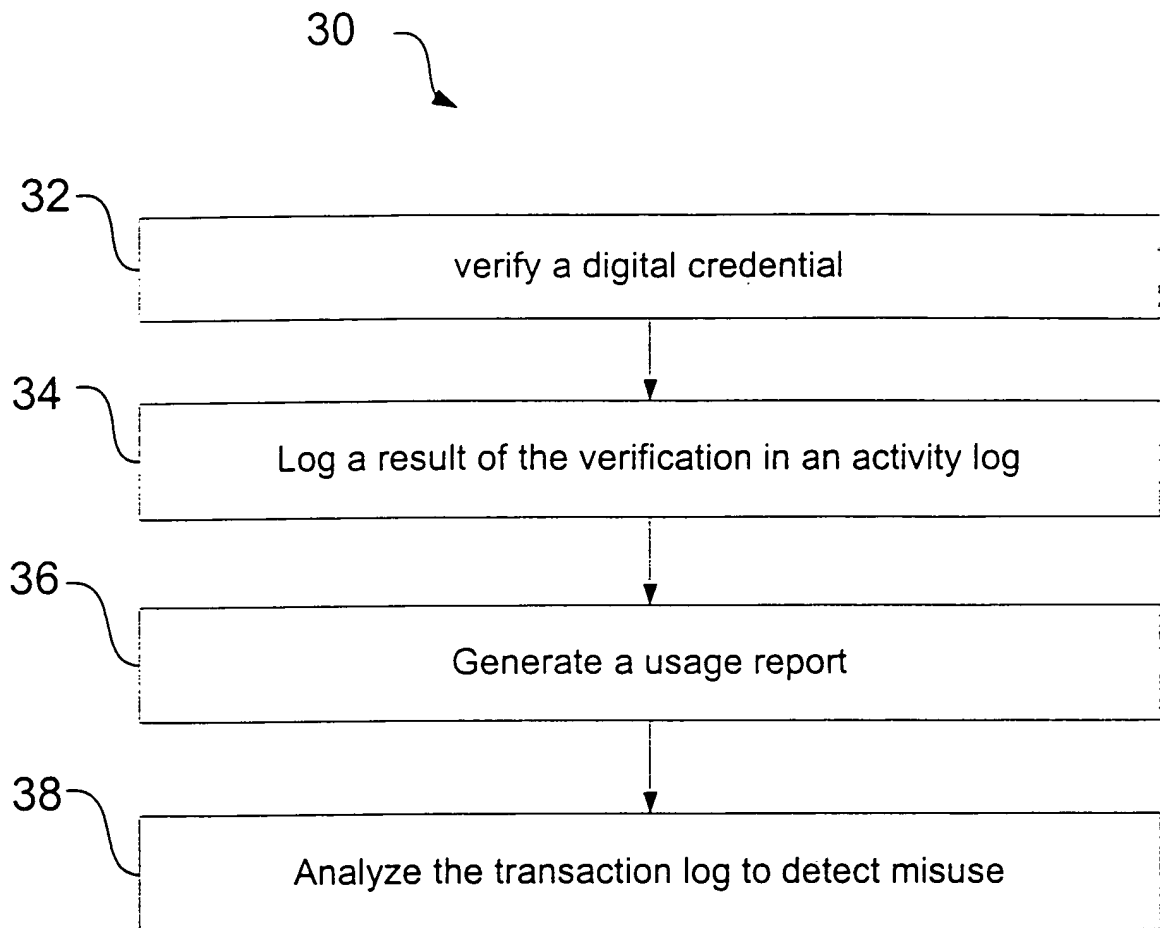 30
32
verify a digital credential
34
Log a result of the verification in an activity log
36
Generate a usage report
38
Analyze the transaction log to detect misuse